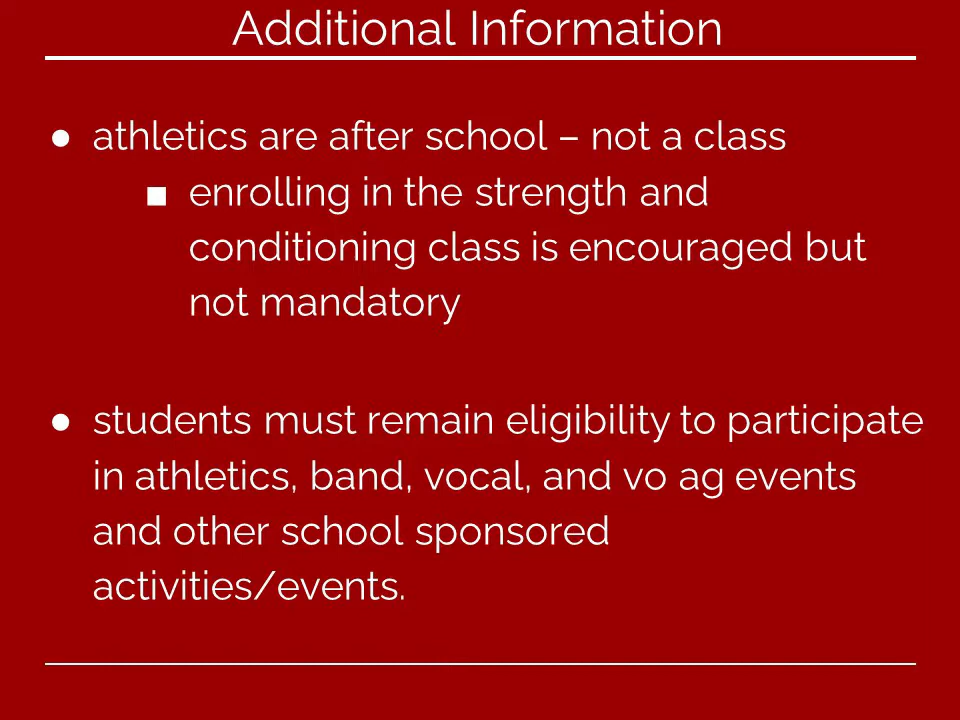 Additional Information
● athletics are after school – not a class
■ enrolling in the strength and
conditioning class is encouraged but
not mandatory
● students must remain eligibility to participate
in athletics, band, vocal, and vo ag events
and other school sponsored
activities/events.